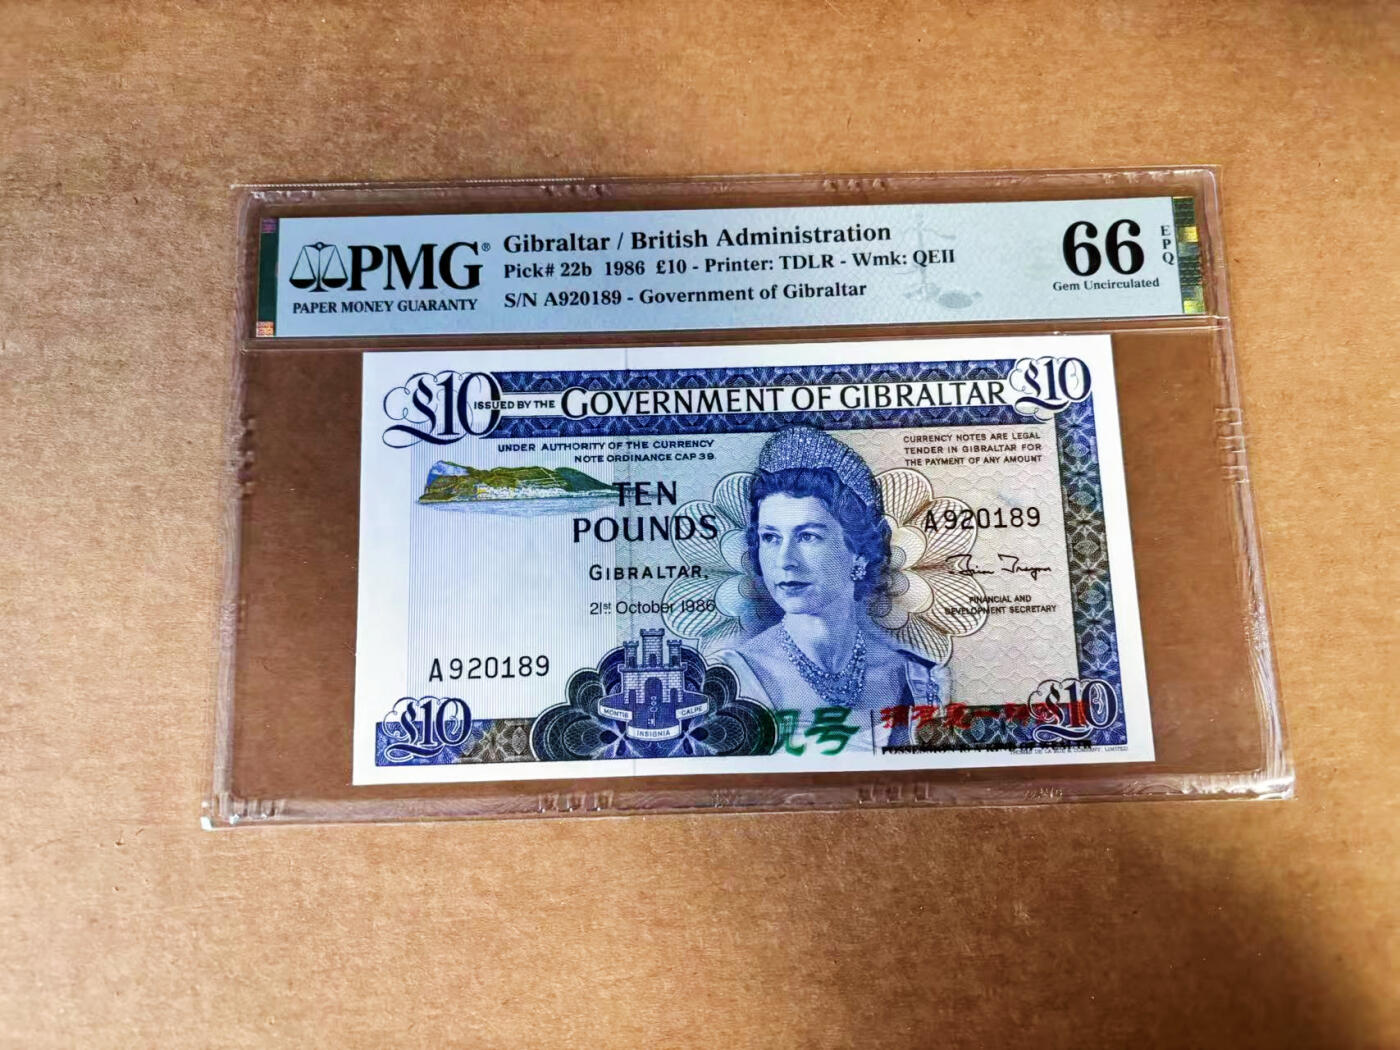 PMG®
PAPER MONEY GUARANTY
Gibraltar / British Administration
Pick# 22b 1986 £10 - Printer: TDLR - Wmk: QEII
S/N A920189 - Government of Gibraltar
66
EPQ
Gem Uncirculated
£10
ISSUED BY THE GOVERNMENT OF GIBRALTAR
£10
UNDER AUTHORITY OF THE CURRENCY
NOTE ORDINANCE CAP 39
CURRENCY NOTES ARE LEGAL
TENDER IN GIBRALTAR FOR
THE PAYMENT OF ANY AMOUNT
TEN
POUNDS
GIBRALTAR,
21st October 1986
A920189
FINANCIAL AND
DEVELOPMENT SECRETARY
A920189
MONTIS CALPE
INSIGNIA
£10
号
£10